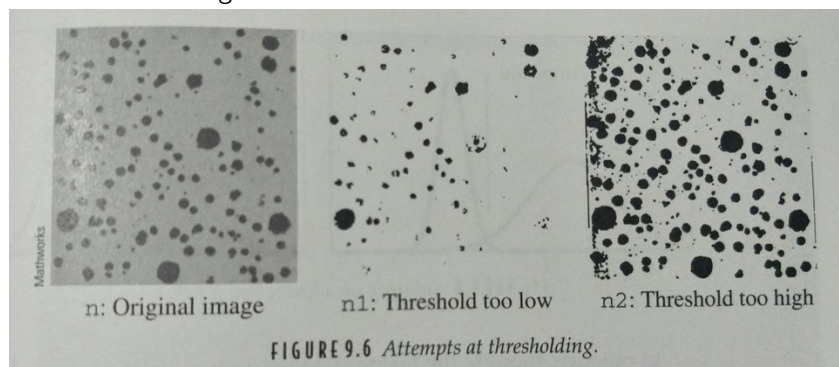 Mathworks
n: Original image
n1: Threshold too low
n2: Threshold too high
FIGURE 9.6 Attempts at thresholding.